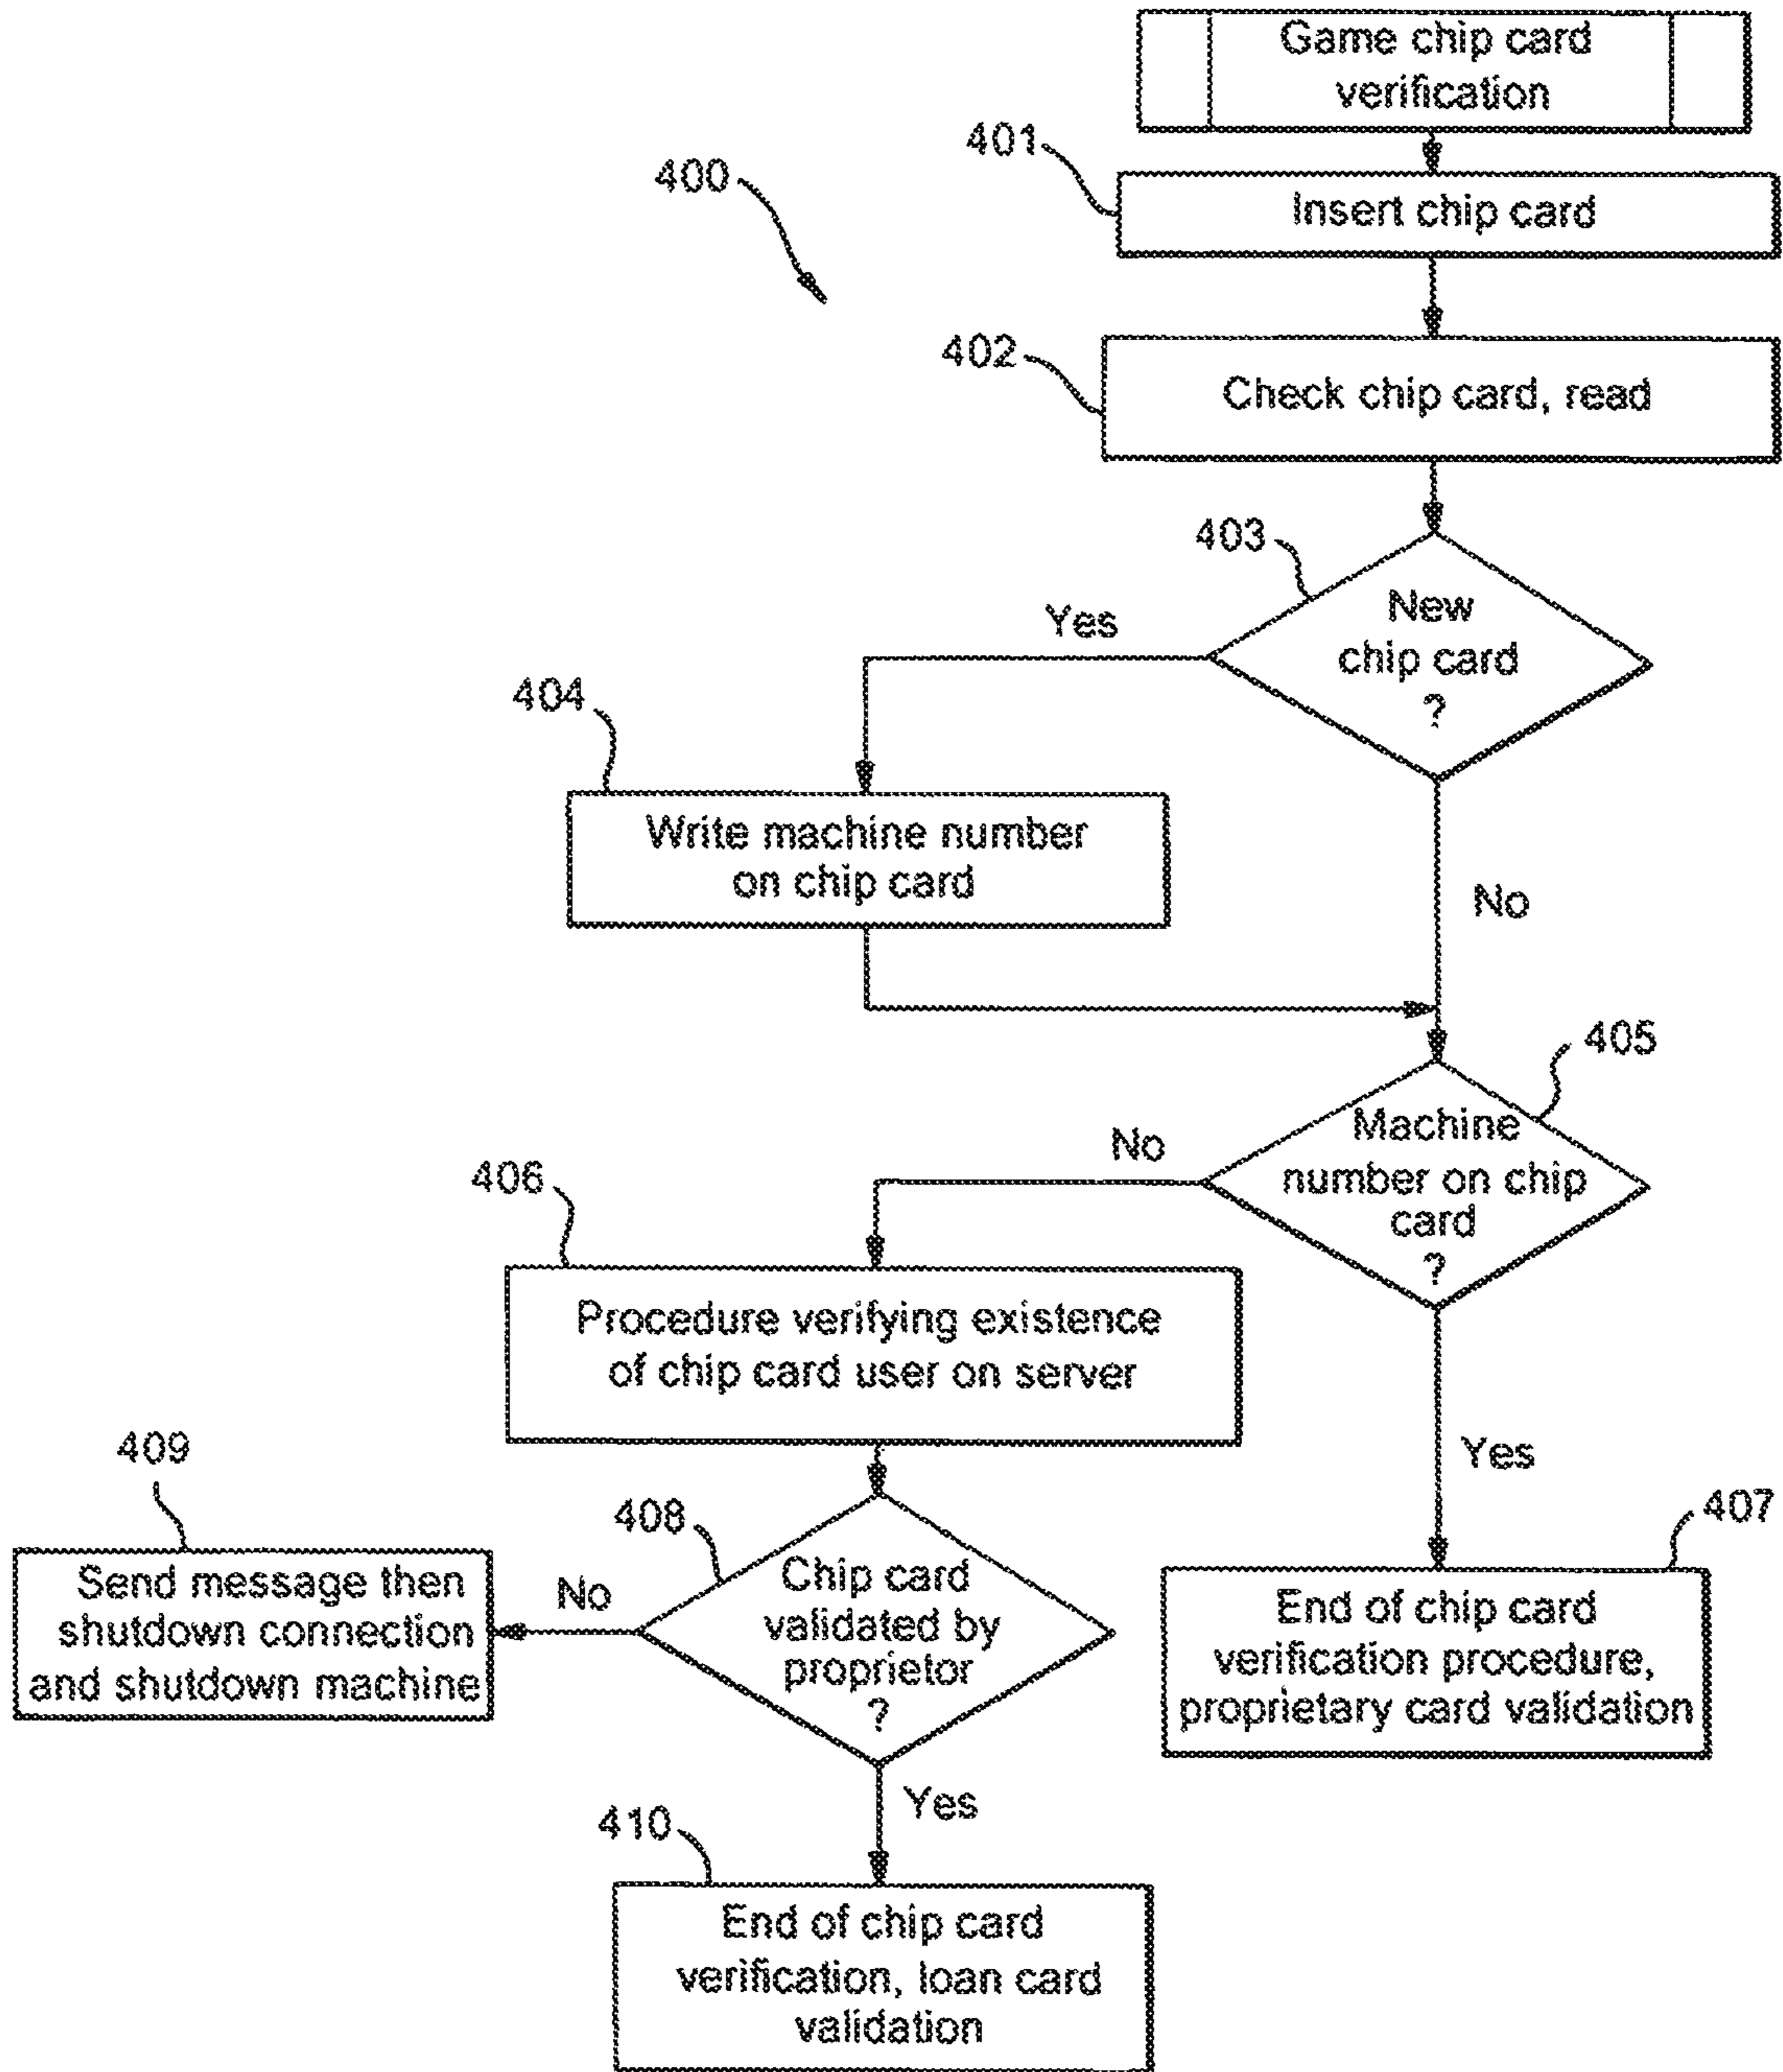 Game chip card
verification
401
400
Insert chip card
402
Check chip card, read
403
New
chip card
?
Yes
404
Write machine number
on chip card
No
405
Machine
number on chip
card
?
No
406
Procedure verifying existence
of chip card user on server
Yes
409
408
407
Send message then
shutdown connection
and shutdown machine
No
Chip card
validated by
proprietor
?
End of chip card
verification procedure,
proprietary card validation
Yes
410
End of chip card
verification, loan card
validation